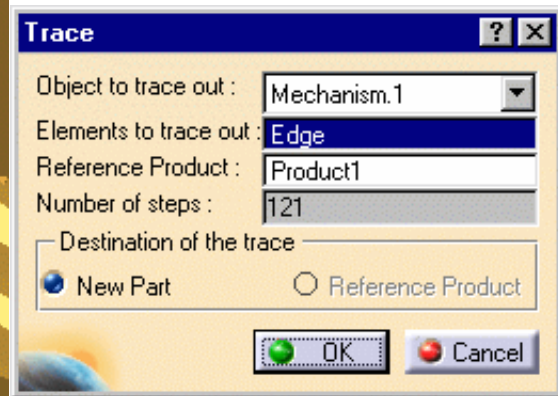 Trace
Object to trace out : Mechanism.1
Elements to trace out : Edge
Reference Product : Product1
Number of steps : 121
Destination of the trace
New Part Reference Product
OK Cancel